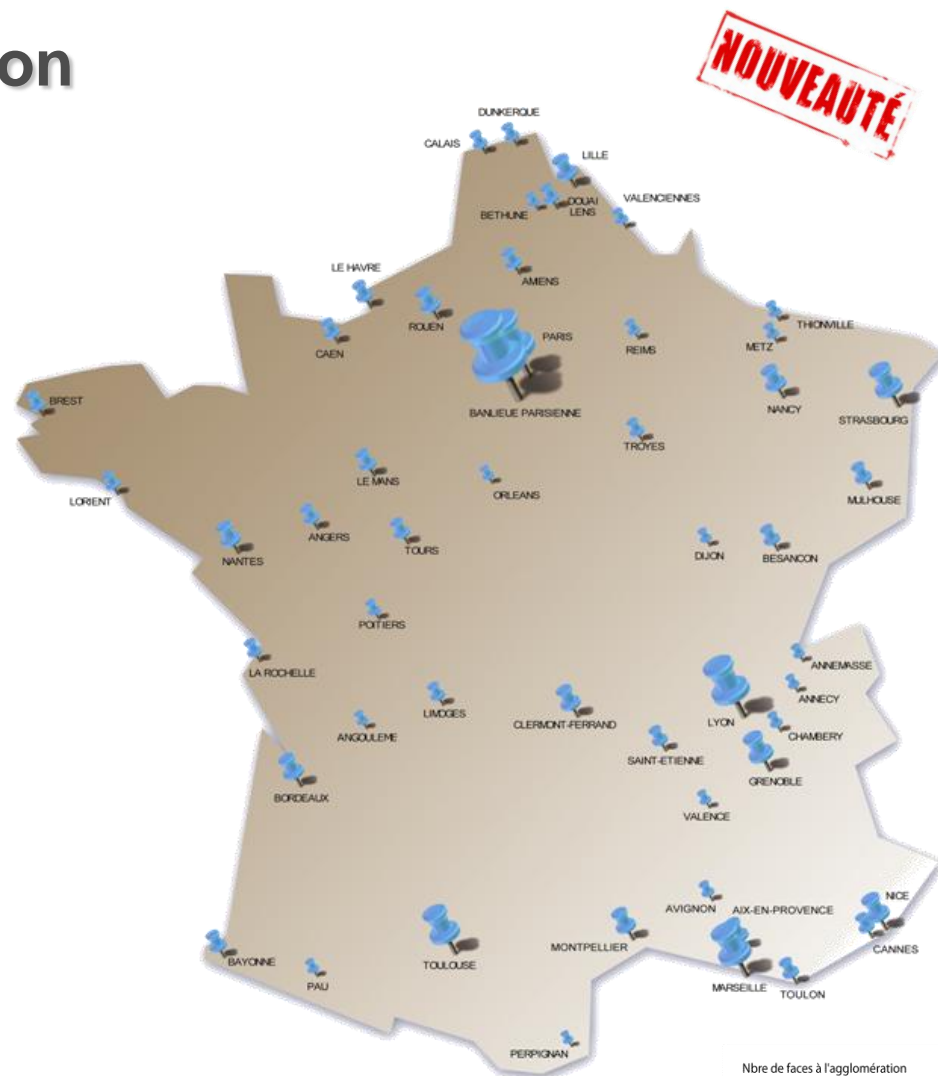 on
NOUVEAUTÉ
DUNKERQUE
CALAIS
LILLE
DOUAI
LENS
BETHUNE
VALENCIENNES
AMIENS
LE HAVRE
ROUEN
CAEN
PARIS
BANLIEUE PARISIENNE
REIMS
THIONVILLE
METZ
NANCY
STRASBOURG
BREST
TROYES
LE MANS
ORLEANS
MULHOUSE
LORIENT
ANGERS
TOURS
NANTES
DIJON
BESANCON
POITIERS
LA ROCHELLE
ANNEMASSE
ANNECY
LIMOGES
CLERMONT-FERRAND
LYON
CHAMBERY
ANGOULEME
SAINT-ETIENNE
GRENOBLE
BORDEAUX
VALENCE
AVIGNON
AIX-EN-PROVENCE
NICE
CANNES
MONTPELLIER
TOULOUSE
BAYONNE
PAU
MARSEILLE
TOULON
PERPIGNAN
Nbre de faces à l'agglomération